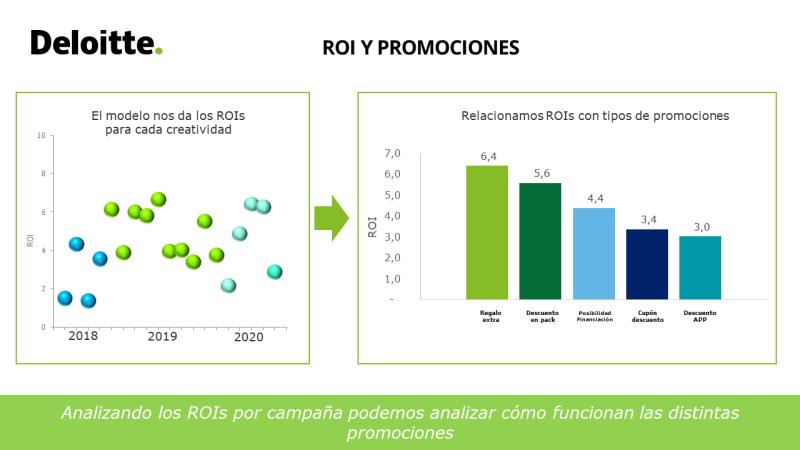 Deloitte.
ROI Y PROMOCIONES
El modelo nos da los ROIs
para cada creatividad
10
8
6
4
2
0
ROI
2018
2019
2020
Relacionamos ROIs con tipos de promociones
7,0
6,0
5,0
4,0
3,0
2,0
1,0
-
ROI
6,4
5,6
4,4
3,4
3,0
Regalo
extra
Descuento
en pack
Posibilidad
Financiación
Cupón
descuento
Descuento
APP
Analizando los ROIs por campaña podemos analizar cómo funcionan las distintas
promociones